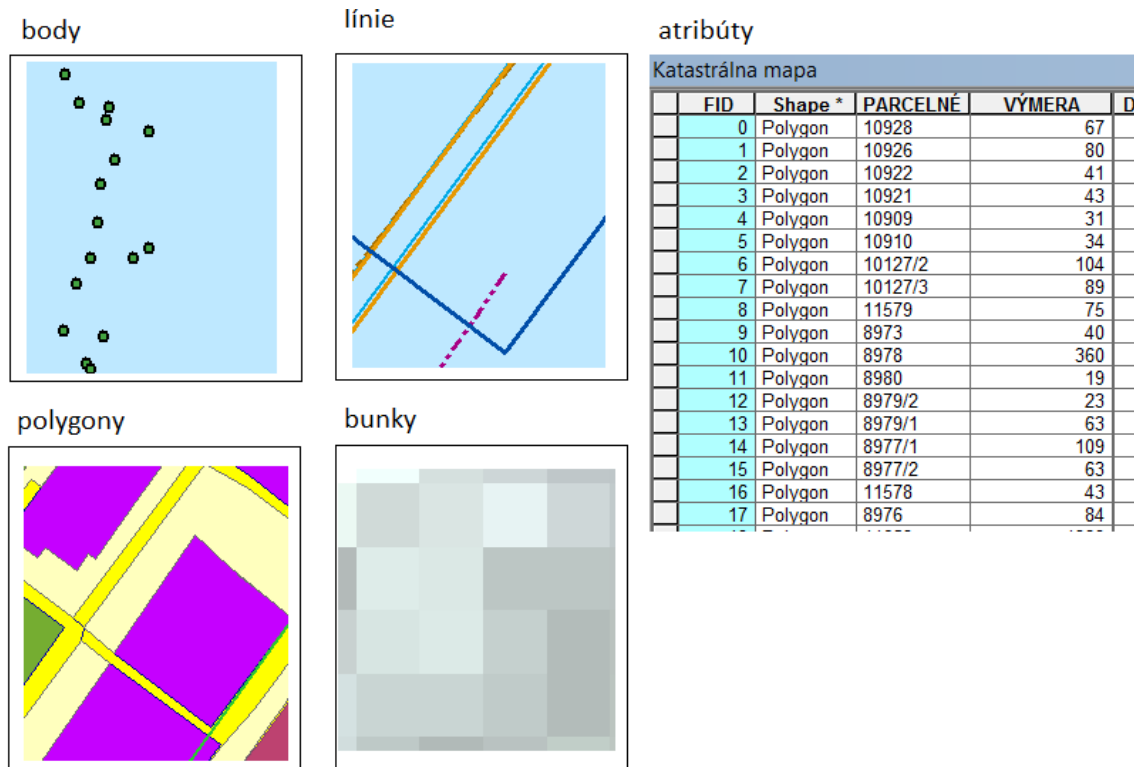 body
línie
atribúty
Katastrálna mapa
FID Shape * PARCELNÉ VÝMERA D
0 Polygon 10928 67
1 Polygon 10926 80
2 Polygon 10922 41
3 Polygon 10921 43
4 Polygon 10909 31
5 Polygon 10910 34
6 Polygon 10127/2 104
7 Polygon 10127/3 89
8 Polygon 11579 75
9 Polygon 8973 40
10 Polygon 8978 360
11 Polygon 8980 19
12 Polygon 8979/2 23
13 Polygon 8979/1 63
14 Polygon 8977/1 109
15 Polygon 8977/2 63
16 Polygon 11578 43
17 Polygon 8976 84
polygony
bunky